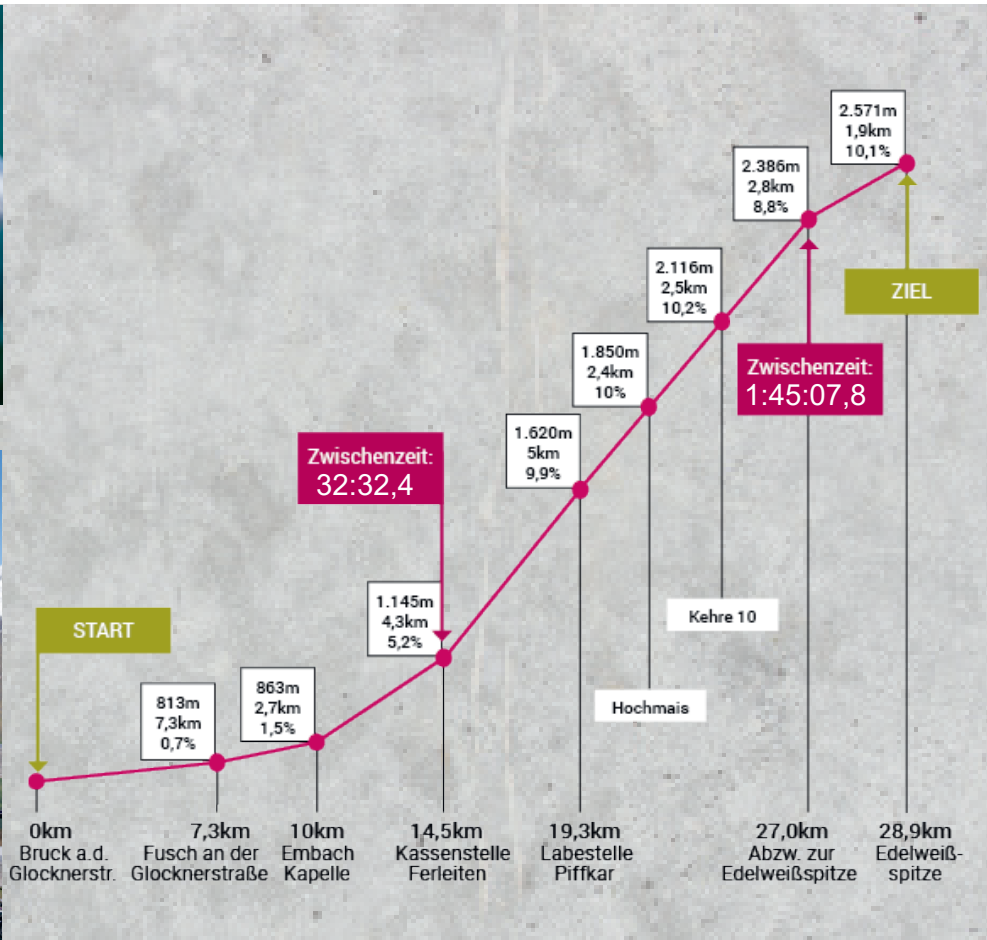 2.571m
1,9km
10,1%
2.386m
2,8km
8,8%
ZIEL
2.116m
2,5km
10,2%
1.850m
2,4km
10%
Zwischenzeit:
1:45:07,8
1.620m
5km
9,9%
Zwischenzeit:
32:32,4
1.145m
4,3km
5,2%
Kehre 10
START
863m
2,7km
1,5%
813m
7,3km
0,7%
Hochmais
0km
Bruck a.d.
Glocknerstr.
7,3km
Fusch an der
Glocknerstraße
10km
Embach
Kapelle
14,5km
Kassenstelle
Ferleiten
19,3km
Labestelle
Piffkar
27,0km
Abzw. zur
Edelweißspitze
28,9km
Edelweiß-
spitze